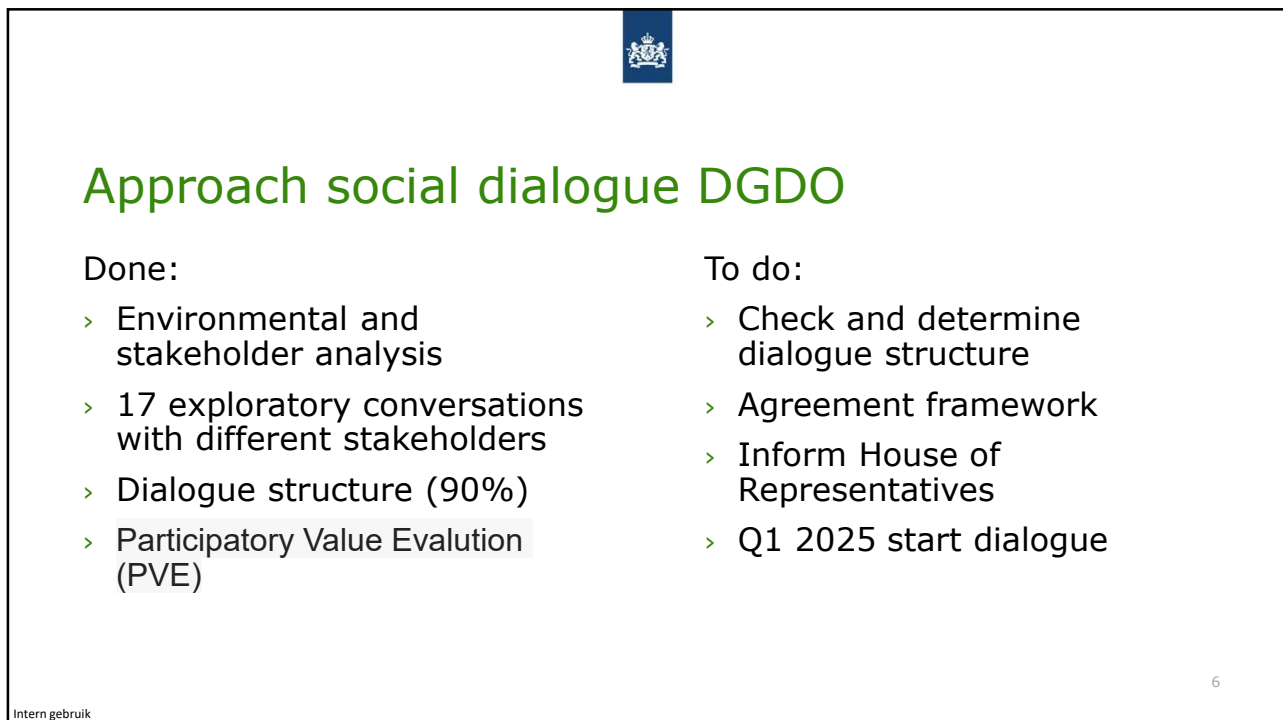 Approach social dialogue DGDO
Done:
› Environmental and
stakeholder analysis
› 17 exploratory conversations
with different stakeholders
› Dialogue structure (90%)
› Participatory Value Evalution
(PVE)
To do:
› Check and determine
dialogue structure
› Agreement framework
› Inform House of
Representatives
› Q1 2025 start dialogue
6
Intern gebruik